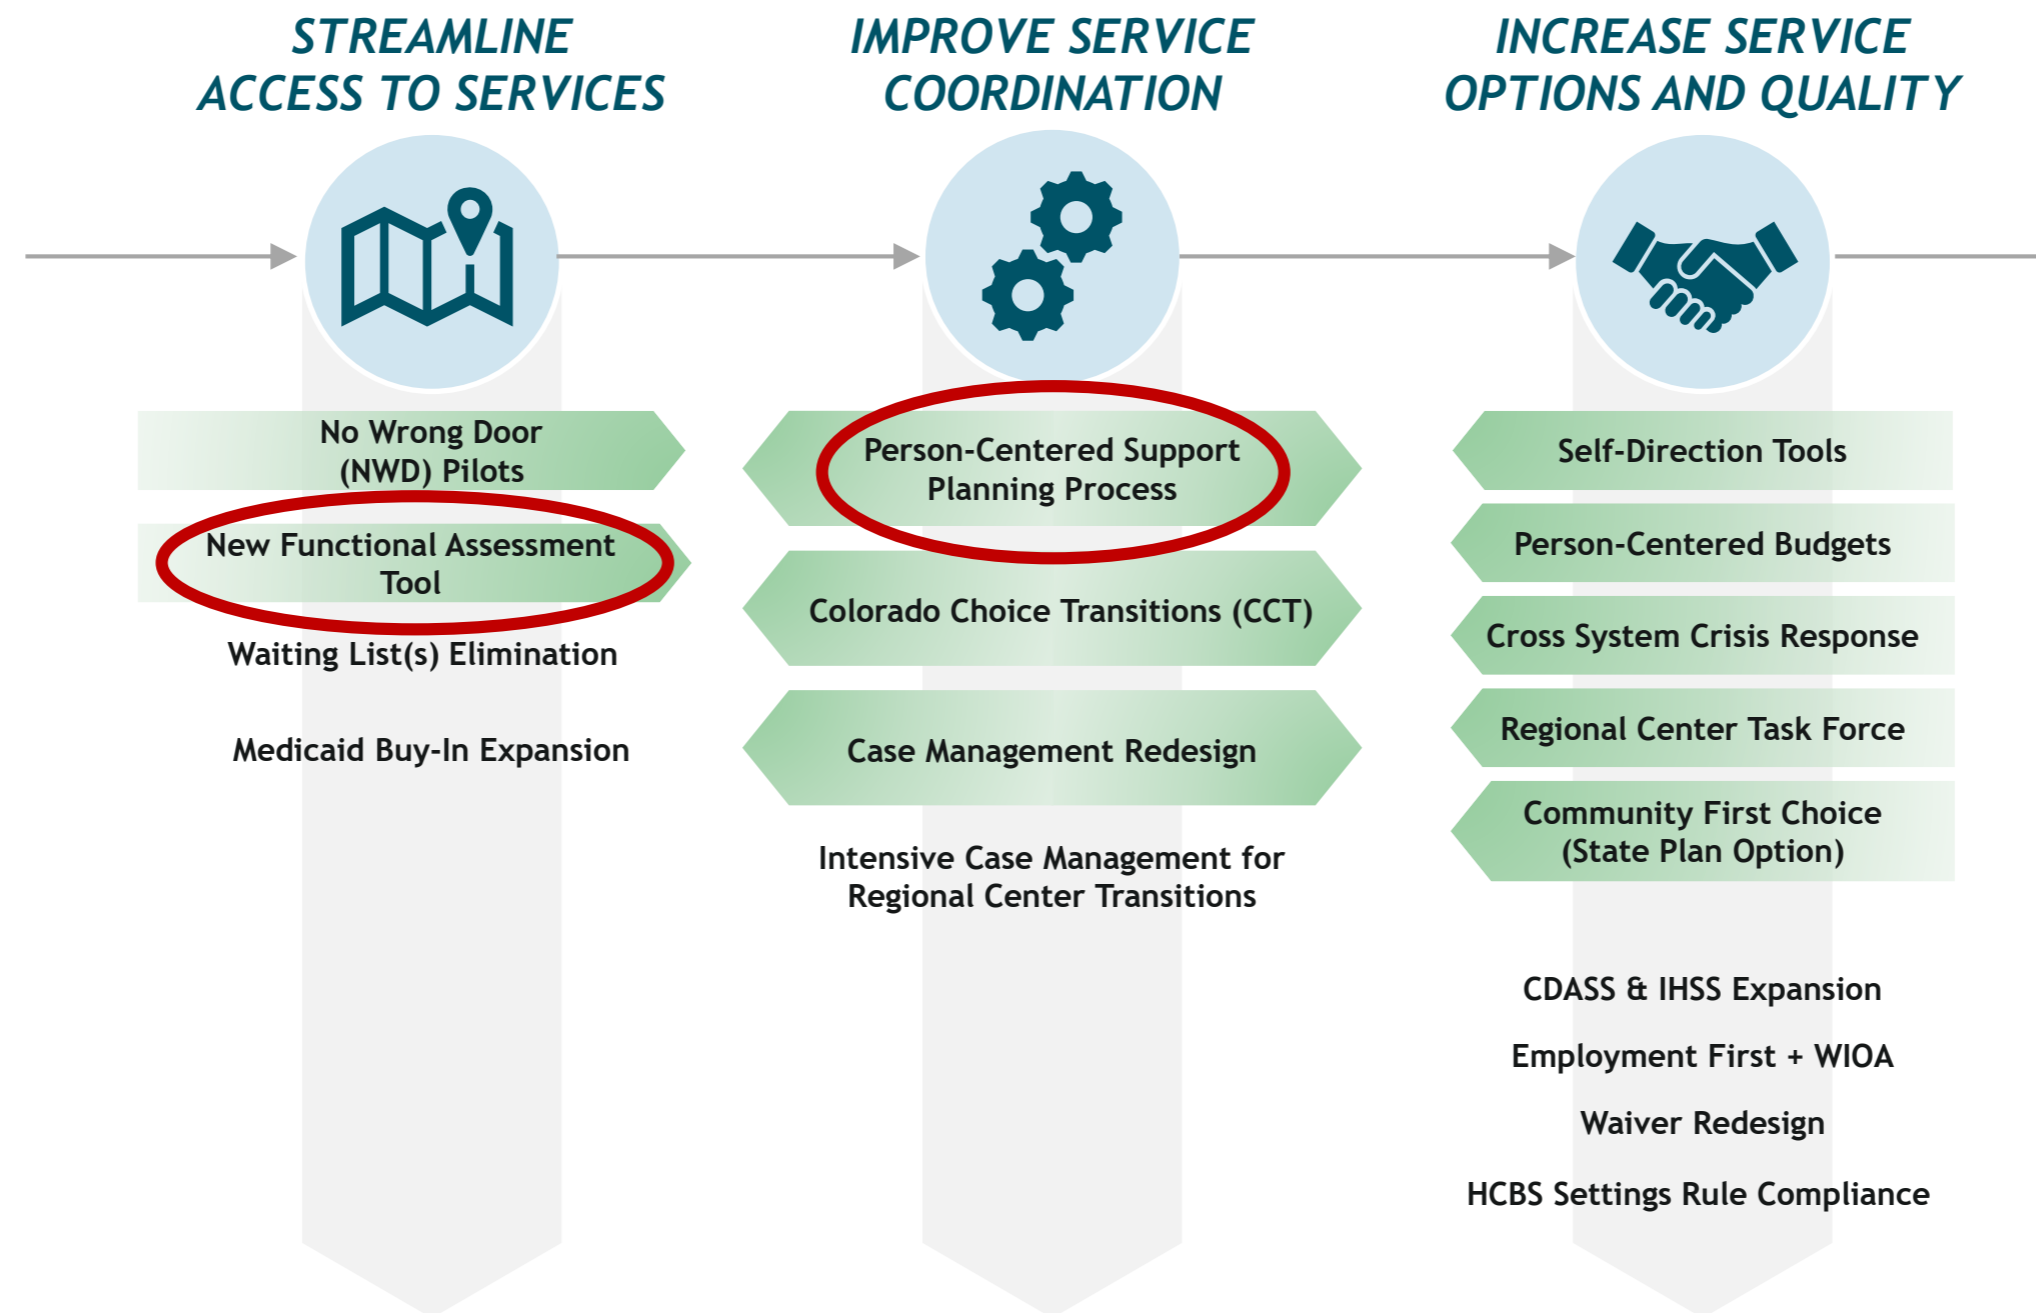 STREAMLINE
ACCESS TO SERVICES
No Wrong Door
(NWD) Pilots
New Functional Assessment
Tool
Waiting List(s) Elimination
Medicaid Buy-In Expansion
IMPROVE SERVICE
COORDINATION
Person-Centered Support
Planning Process
Colorado Choice Transitions (CCT)
Case Management Redesign
Intensive Case Management for
Regional Center Transitions
INCREASE SERVICE
OPTIONS AND QUALITY
Self-Direction Tools
Person-Centered Budgets
Cross System Crisis Response
Regional Center Task Force
Community First Choice
(State Plan Option)
CDASS & IHSS Expansion
Employment First + WIOA
Waiver Redesign
HCBS Settings Rule Compliance